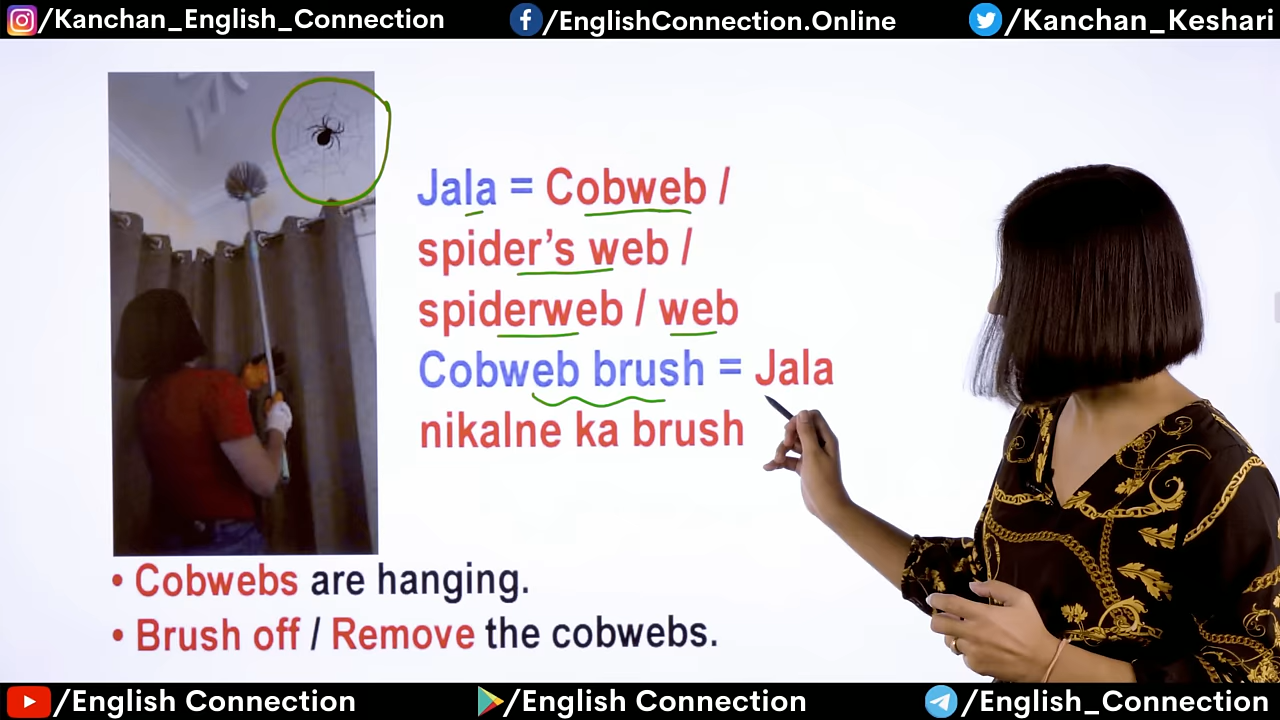 /Kanchan_English_Connection
/EnglishConnection.Online
/Kanchan_Keshari
Jala = Cobweb /
spider's web /
spiderweb / web
Cobweb brush = Jala
nikalne ka brush
• Cobwebs are hanging.
• Brush off / Remove the cobwebs.
/English Connection
/English Connection
/English_Connection